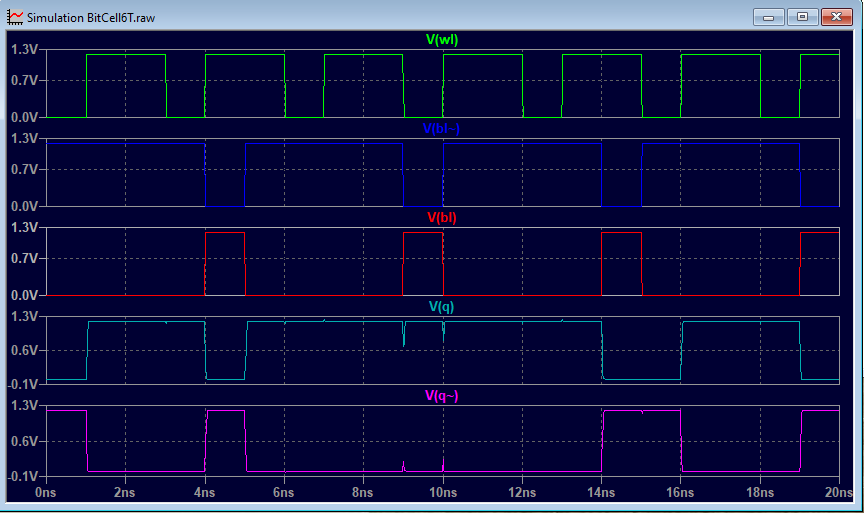 Simulation BitCell6T.raw
V(wl)
1.3V
0.7V
0.0V
V(bl~)
1.3V
0.7V
0.0V
V(bl)
1.3V
0.7V
0.0V
V(q)
1.3V
0.6V
-0.1V
V(q~)
1.3V
0.6V
-0.1V
0ns 2ns 4ns 6ns 8ns 10ns 12ns 14ns 16ns 18ns 20ns